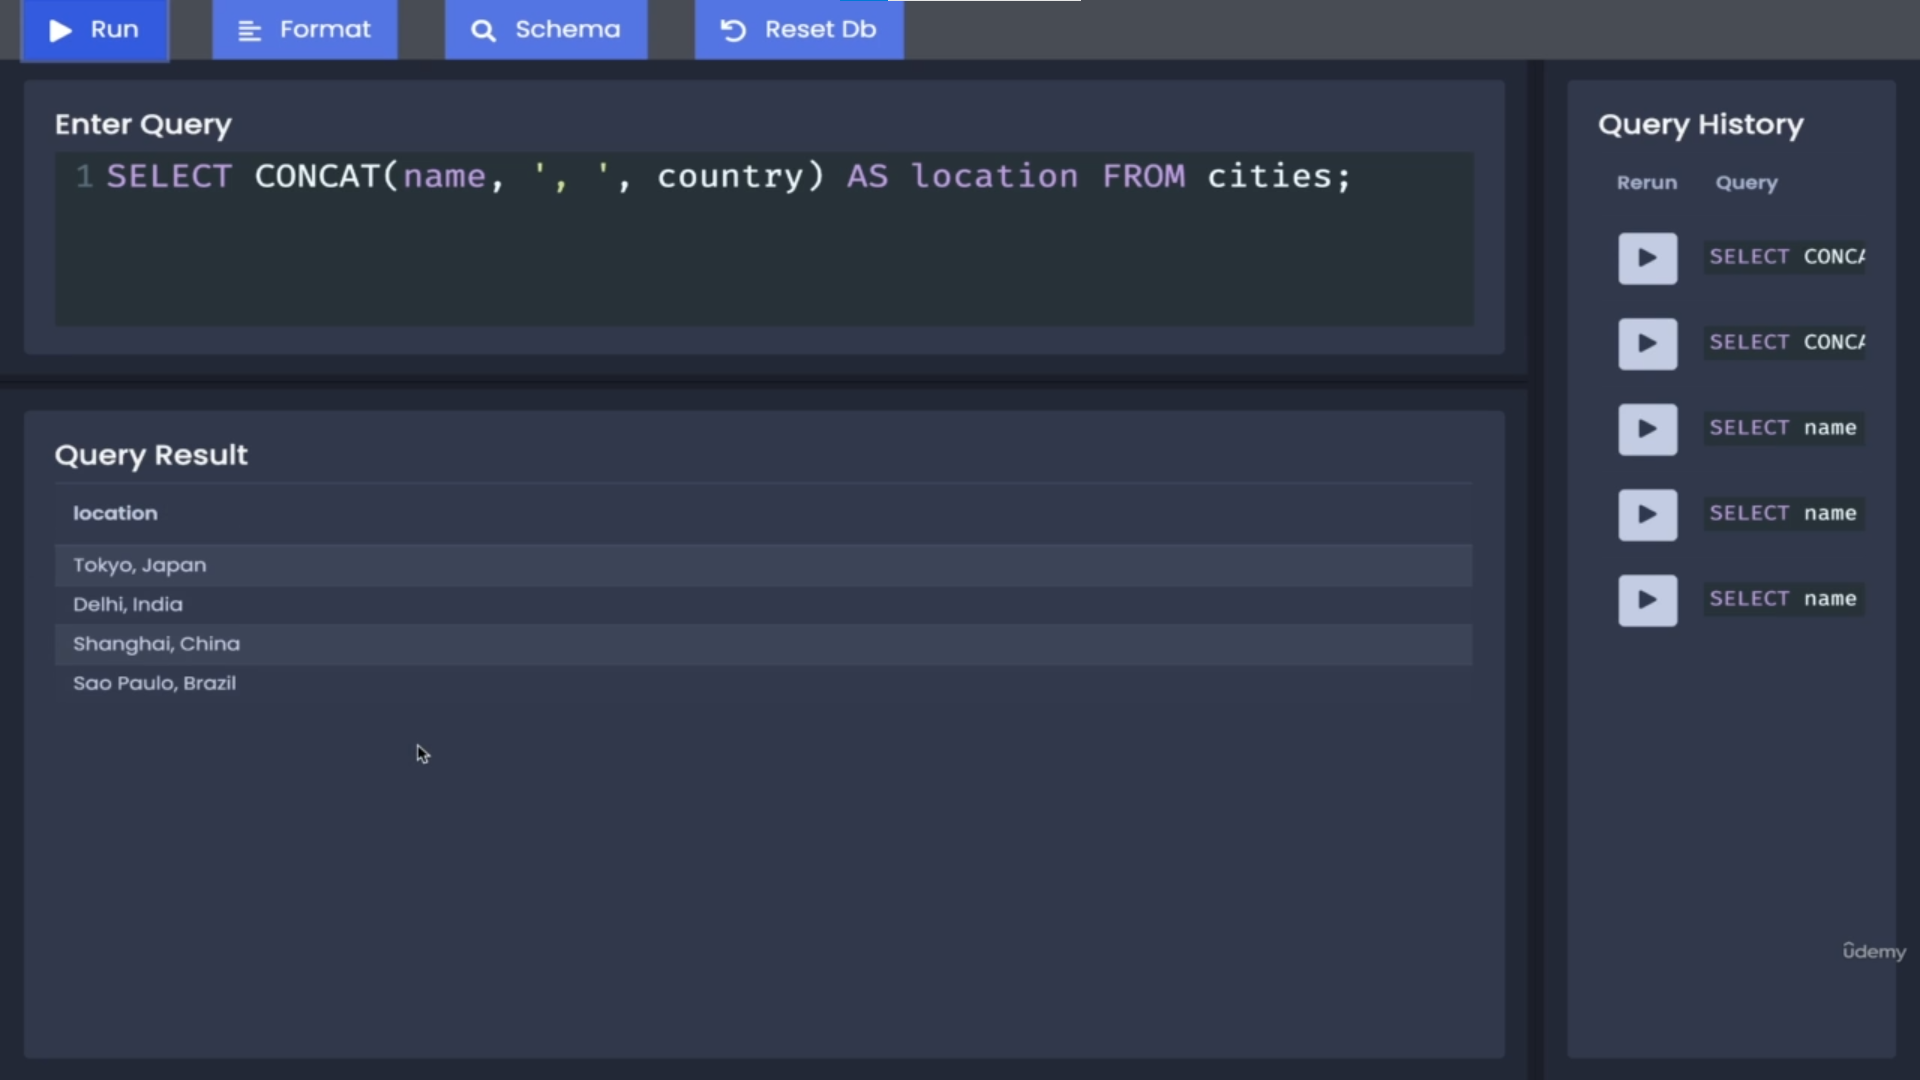 Run
Format
Schema
Reset Db
Enter Query
1 SELECT CONCAT(name, ', ', country) AS location FROM cities;
Query Result
location
Tokyo, Japan
Delhi, India
Shanghai, China
Sao Paulo, Brazil
Query History
Rerun Query
SELECT CONCA
SELECT CONCA
SELECT name
SELECT name
SELECT name
ûdemy